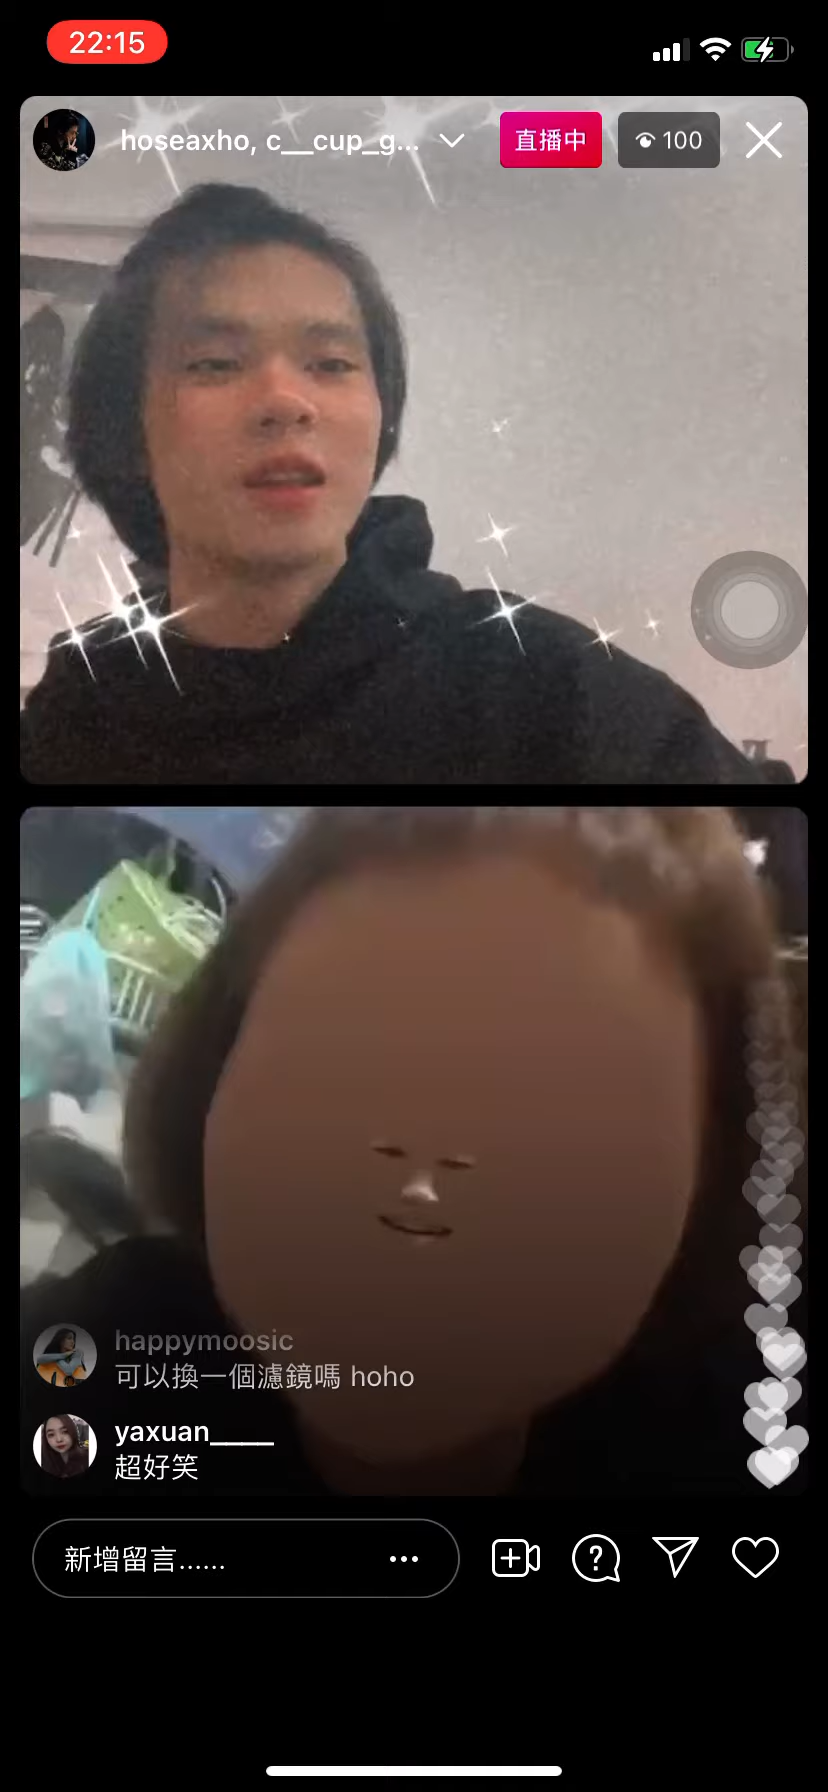 22:15
hoseaxho, c__cup_g... 直播中 100
happymoosic
可以換一個濾鏡嗎 hoho
yaxuan____
超好笑
新增留言......